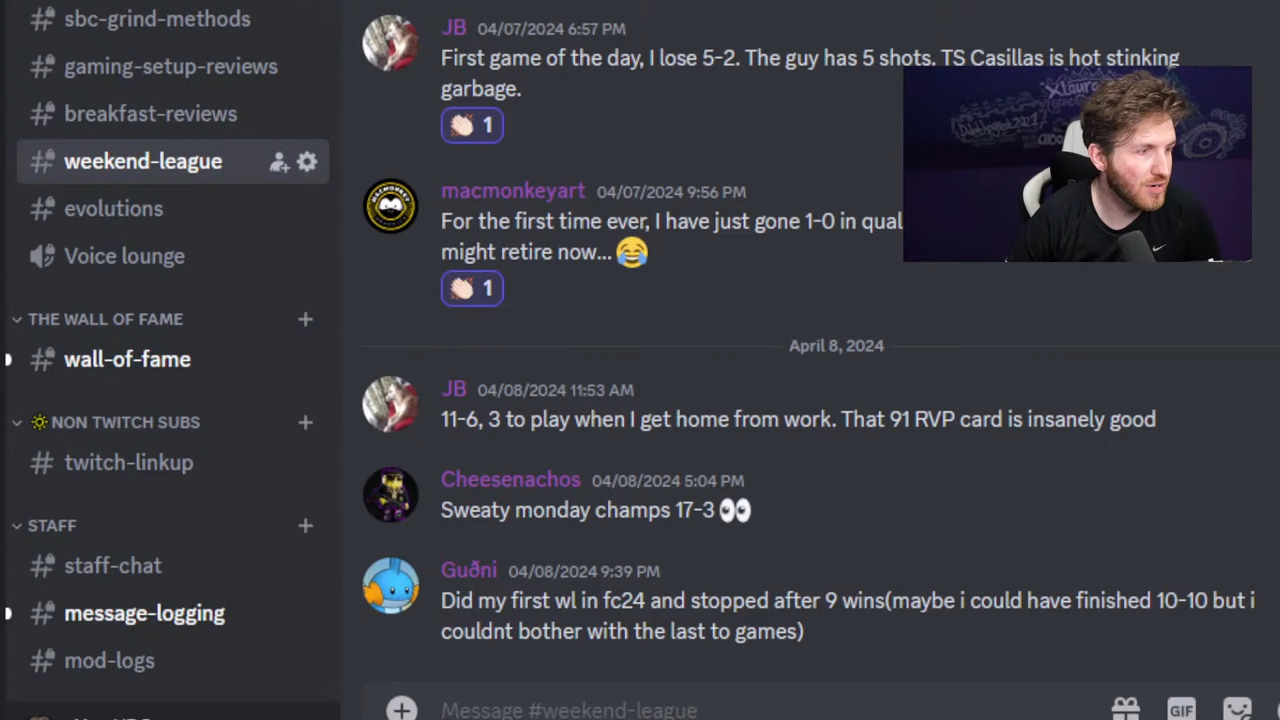 sbc-grind-methods
gaming-setup-reviews
breakfast-reviews
weekend-league
evolutions
Voice lounge
THE WALL OF FAME
wall-of-fame
NON TWITCH SUBS
twitch-linkup
STAFF
staff-chat
message-logging
mod-logs
JB 04/07/2024 6:57 PM
First game of the day, I lose 5-2. The guy has 5 shots. TS Casillas is hot stinking
garbage.
👏🏻 1
macmonkeyart 04/07/2024 9:56 PM
For the first time ever, I have just gone 1-0 in qual
might retire now... 😂
👏🏻 1
April 8, 2024
JB 04/08/2024 11:53 AM
11-6, 3 to play when I get home from work. That 91 RVP card is insanely good
Cheesenachos 04/08/2024 5:04 PM
Sweaty monday champs 17-3 👀
Guðni 04/08/2024 9:39 PM
Did my first wl in fc24 and stopped after 9 wins(maybe i could have finished 10-10 but i
couldnt bother with the last to games)
Message #weekend-league
GIF